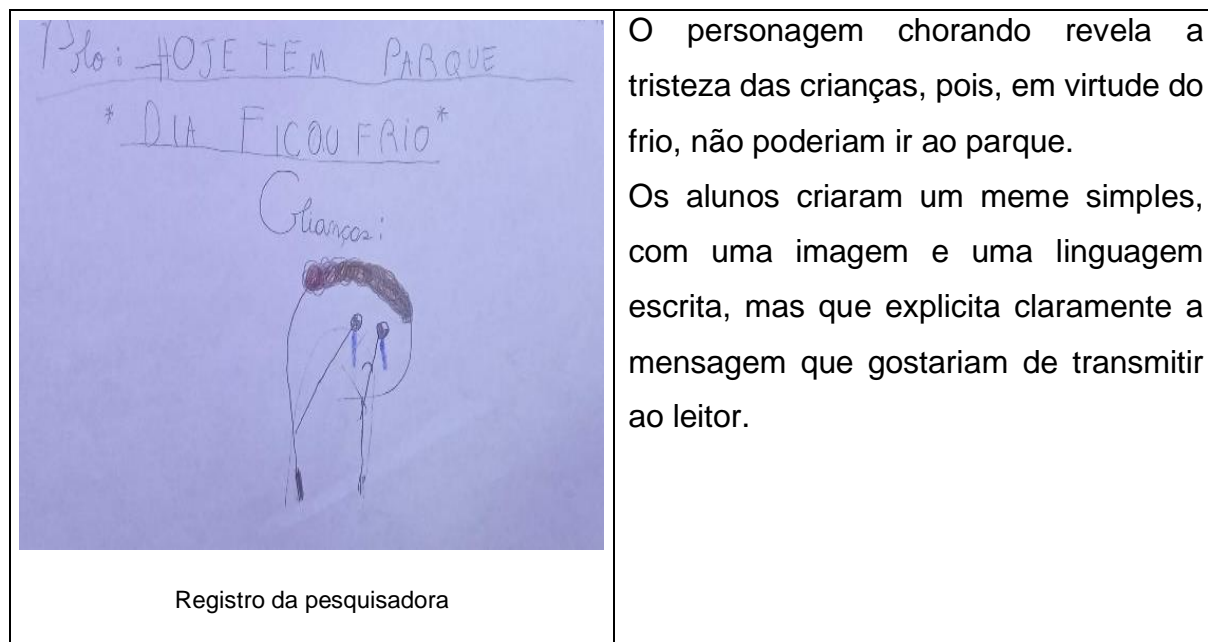 HOJE TEM PARQUE
* DIA FICOU FRIO *
Crianças:
Registro da pesquisadora
O personagem chorando revela a
tristeza das crianças, pois, em virtude do
frio, não poderiam ir ao parque.
Os alunos criaram um meme simples,
com uma imagem e uma linguagem
escrita, mas que explicita claramente a
mensagem que gostariam de transmitir
ao leitor.